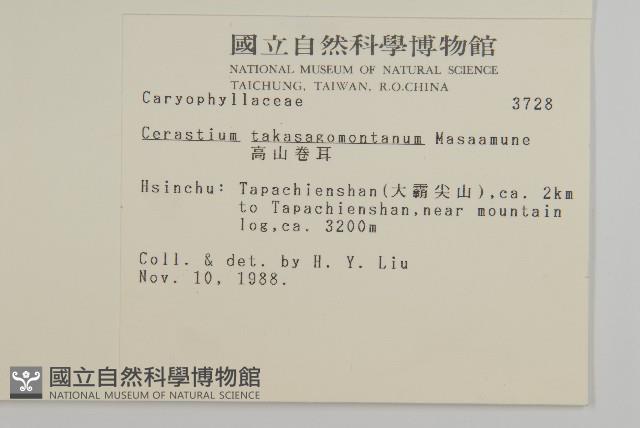 國立自然科學博物館
NATIONAL MUSEUM OF NATURAL SCIENCE
TAICHUNG, TAIWAN, R.O.CHINA
Caryophyllaceae 3728
Cerastium takasagomontanum Masaamune
高山卷耳
Hsinchu: Tapachienshan(大霸尖山),ca. 2km
to Tapachienshan,near mountain
log,ca. 3200m
Coll. & det. by H. Y. Liu
Nov. 10, 1988.
國立自然科學博物館
NATIONAL MUSEUM OF NATURAL SCIENCE